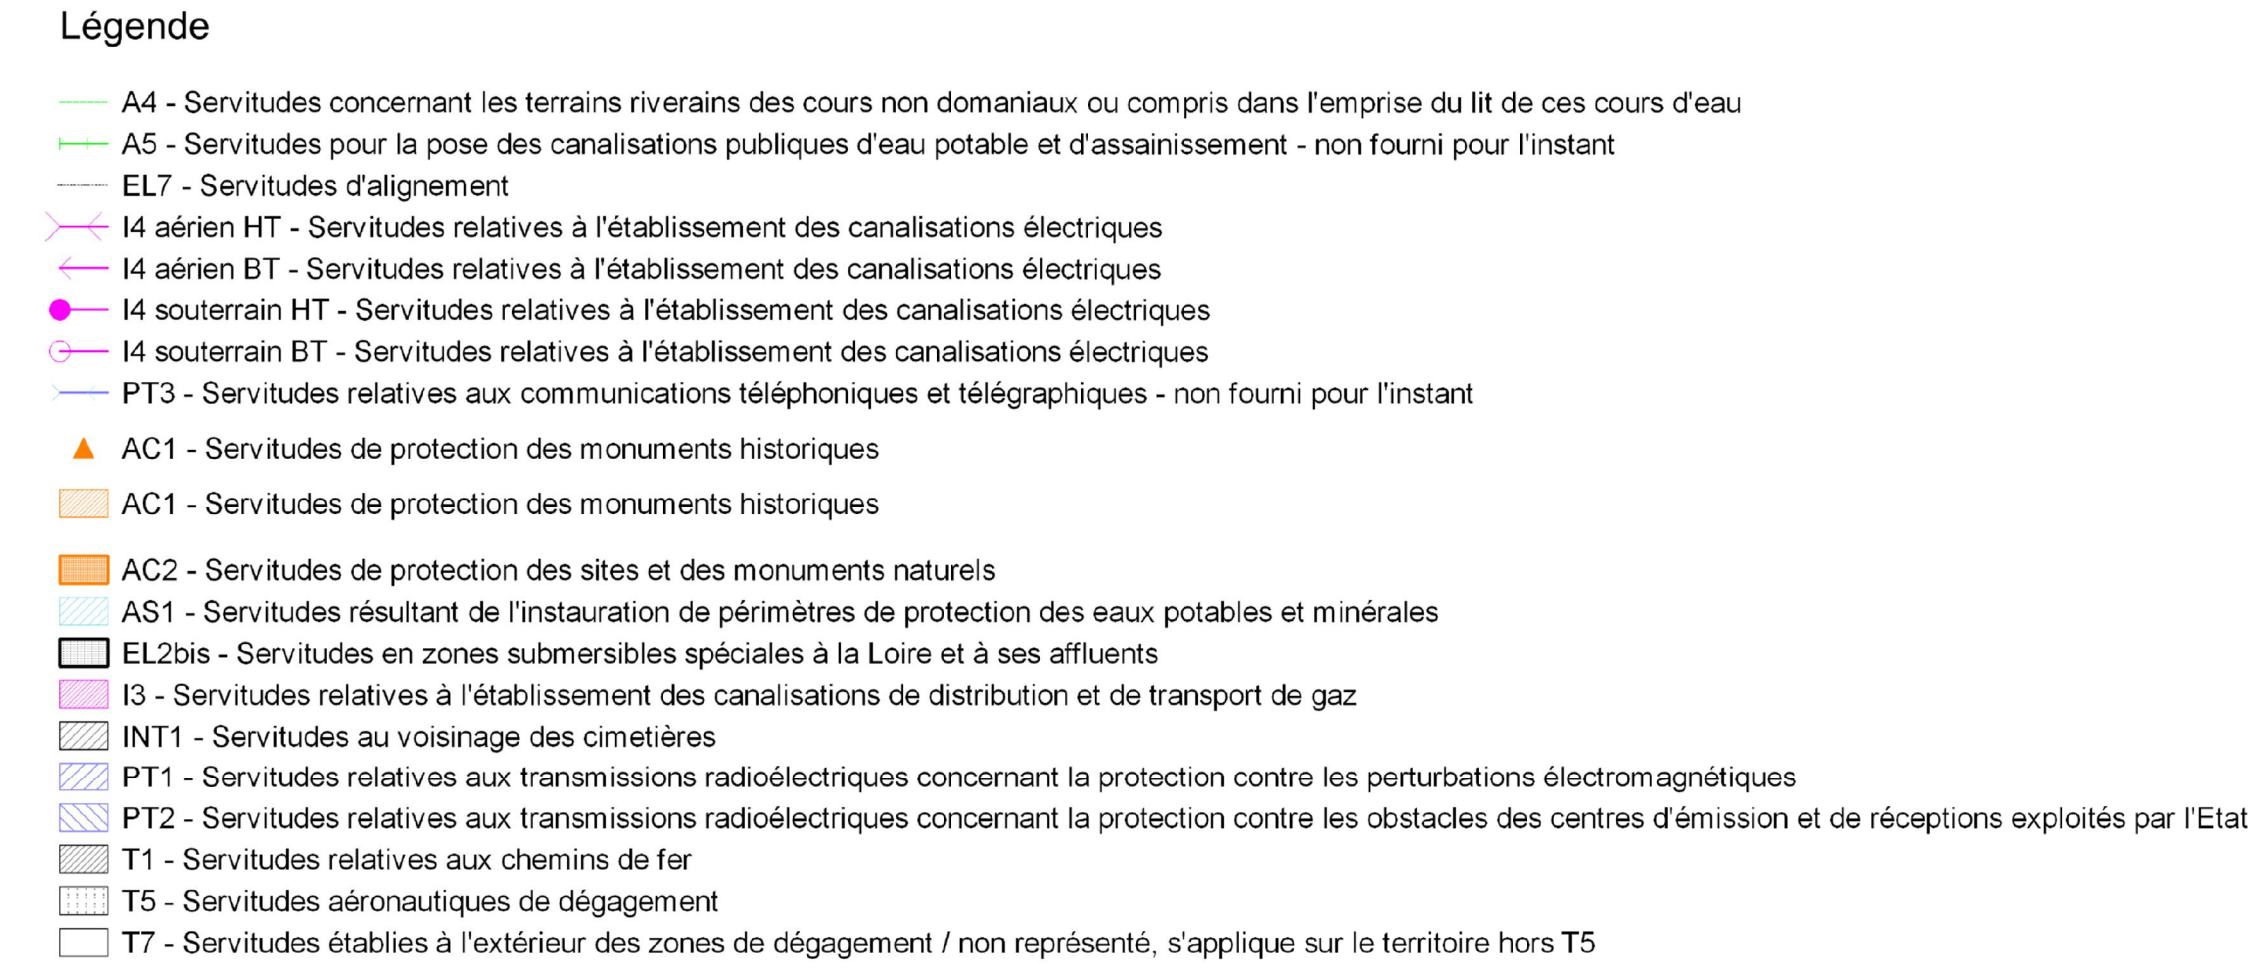 Légende
A4 - Servitudes concernant les terrains riverains des cours non domaniaux ou compris dans l'emprise du lit de ces cours d'eau
A5 - Servitudes pour la pose des canalisations publiques d'eau potable et d'assainissement - non fourni pour l'instant
EL7 - Servitudes d'alignement
I4 aérien HT - Servitudes relatives à l'établissement des canalisations électriques
I4 aérien BT - Servitudes relatives à l'établissement des canalisations électriques
I4 souterrain HT - Servitudes relatives à l'établissement des canalisations électriques
I4 souterrain BT - Servitudes relatives à l'établissement des canalisations électriques
PT3 - Servitudes relatives aux communications téléphoniques et télégraphiques - non fourni pour l'instant
AC1 - Servitudes de protection des monuments historiques
AC1 - Servitudes de protection des monuments historiques
AC2 - Servitudes de protection des sites et des monuments naturels
AS1 - Servitudes résultant de l'instauration de périmètres de protection des eaux potables et minérales
EL2bis - Servitudes en zones submersibles spéciales à la Loire et à ses affluents
I3 - Servitudes relatives à l'établissement des canalisations de distribution et de transport de gaz
INT1 - Servitudes au voisinage des cimetières
PT1 - Servitudes relatives aux transmissions radioélectriques concernant la protection contre les perturbations électromagnétiques
PT2 - Servitudes relatives aux transmissions radioélectriques concernant la protection contre les obstacles des centres d'émission et de réceptions exploités par l'Etat
T1 - Servitudes relatives aux chemins de fer
T5 - Servitudes aéronautiques de dégagement
T7 - Servitudes établies à l'extérieur des zones de dégagement / non représenté, s'applique sur le territoire hors T5